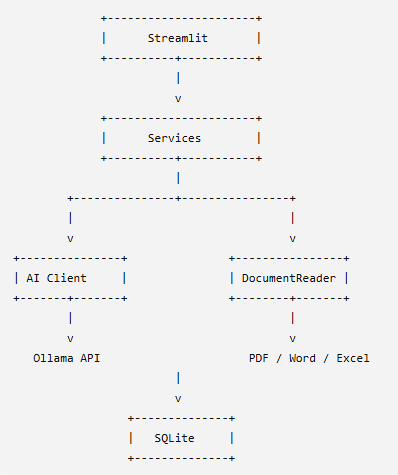 Streamlit
v
Services
v v
AI Client DocumentReader
v v
Ollama API PDF / Word / Excel
v
SQLite